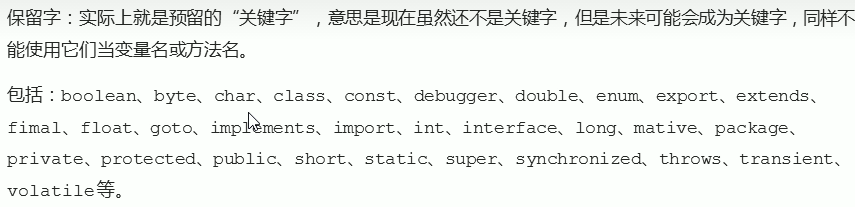 保留字：实际上就是预留的“关键字”，意思是现在虽然还不是关键字，但是未来可能会成为关键字，同样不
能使用它们当变量名或方法名。
包括：boolean、byte、char、class、const、debugger、double、enum、export、extends、
fimal、float、goto、implements、import、int、interface、long、mative、package、
private、protected、public、short、static、super、synchronized、throws、transient、
volatile等。